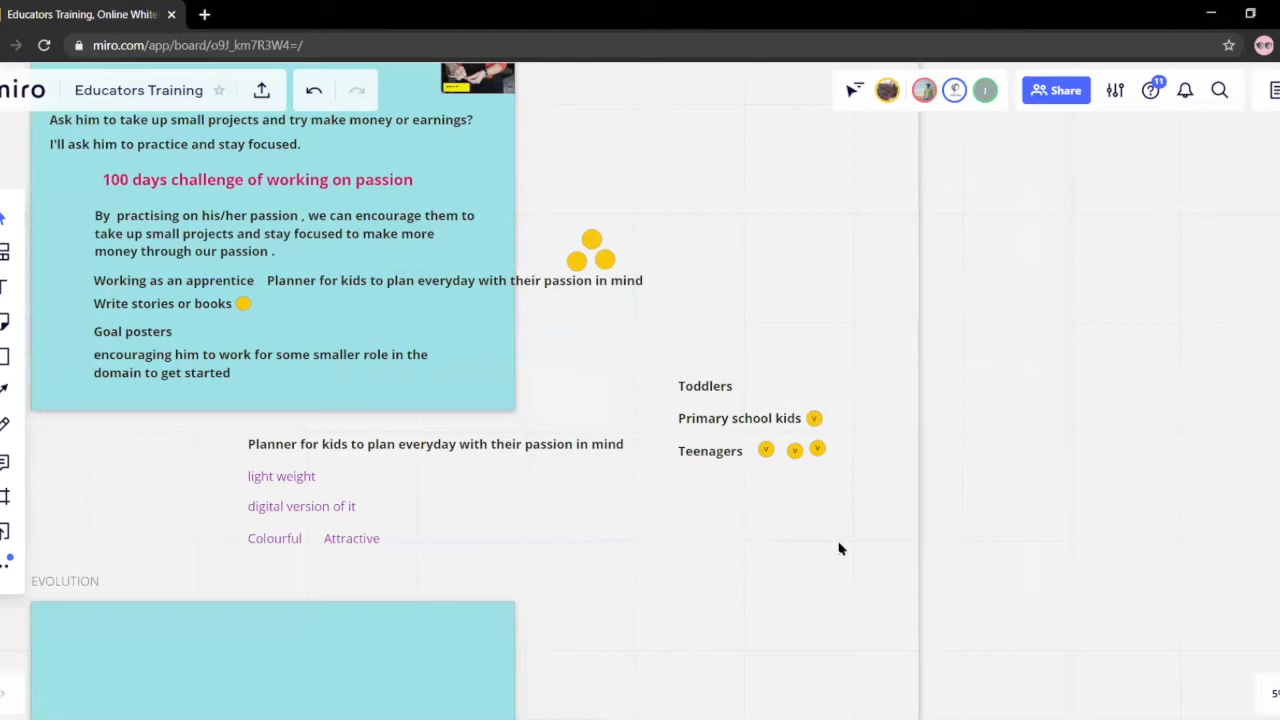 Educators Training, Online White
miro.com/app/board/o9J_km7R3W4=/
miro
Educators Training
Share
11
Ask him to take up small projects and try make money or earnings?
I'll ask him to practice and stay focused.
100 days challenge of working on passion
By practising on his/her passion , we can encourage them to
take up small projects and stay focused to make more
money through our passion .
Working as an apprentice Planner for kids to plan everyday with their passion in mind
Write stories or books
Goal posters
encouraging him to work for some smaller role in the
domain to get started
Toddlers
Primary school kids V
Teenagers V V V
Planner for kids to plan everyday with their passion in mind
light weight
digital version of it
Colourful Attractive
EVOLUTION